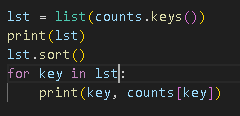 lst = list(counts.keys())
print(lst)
lst.sort()
for key in lst:
    print(key, counts[key])